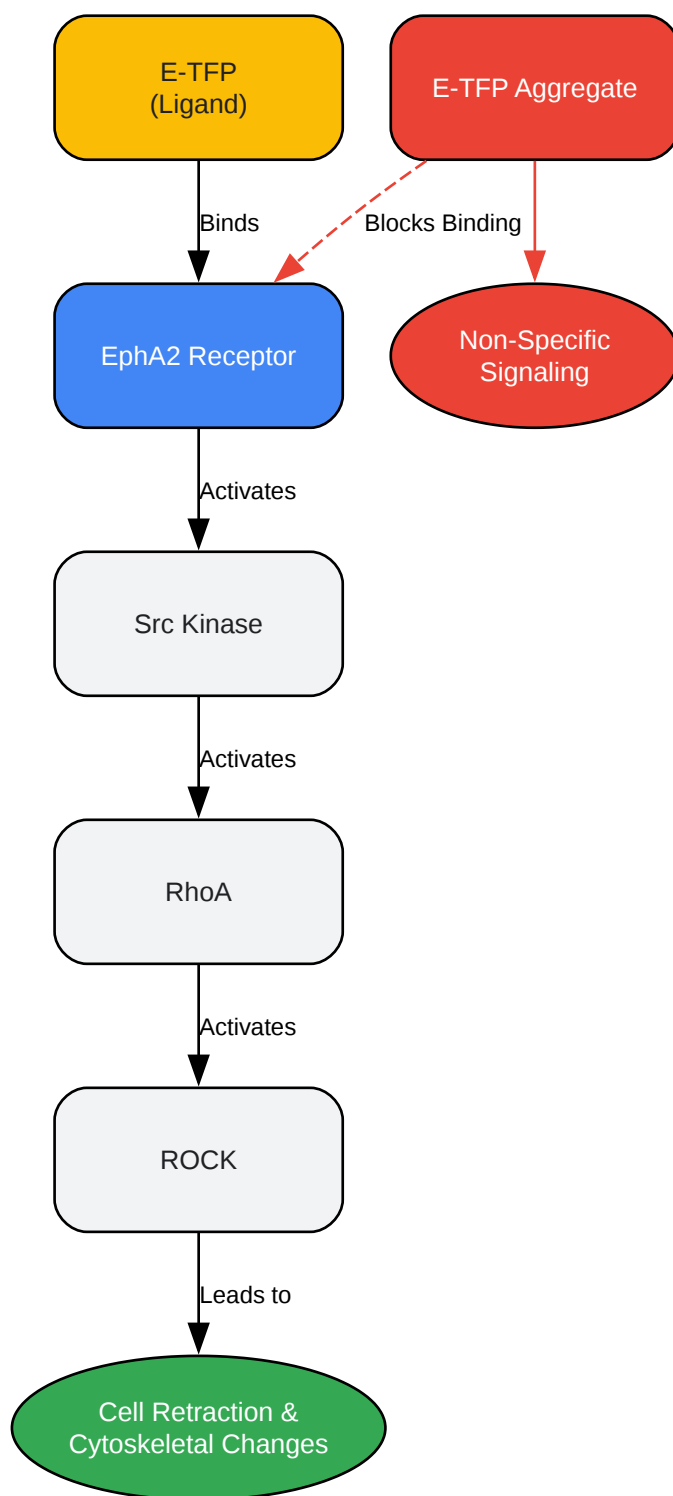 E-TFP
(Ligand)
E-TFP Aggregate
Binds
Blocks Binding
EphA2 Receptor
Non-Specific
Signaling
Activates
Src Kinase
Activates
RhoA
Activates
ROCK
Leads to
Cell Retraction &
Cytoskeletal Changes